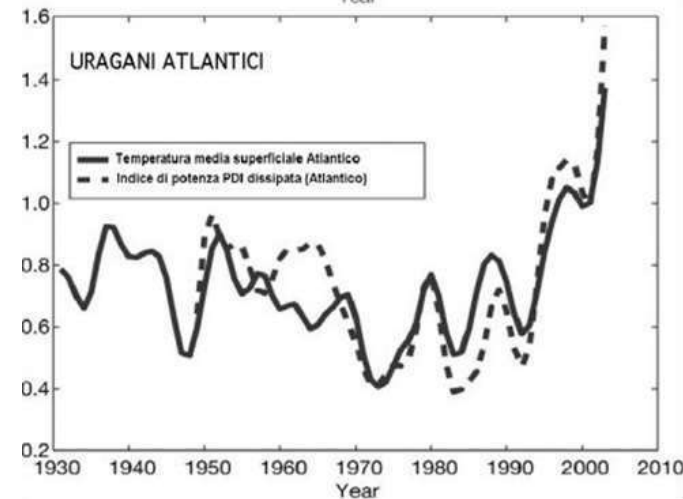 Year
1.6
URAGANI ATLANTICI
1.4
1.2
Temperatura media superficiale Atlantico
Indice di potenza PDI dissipata (Atlantico)
1.0
0.8
0.6
0.4
0.2
1930 1940 1950 1960 1970 1980 1990 2000 2010
Year